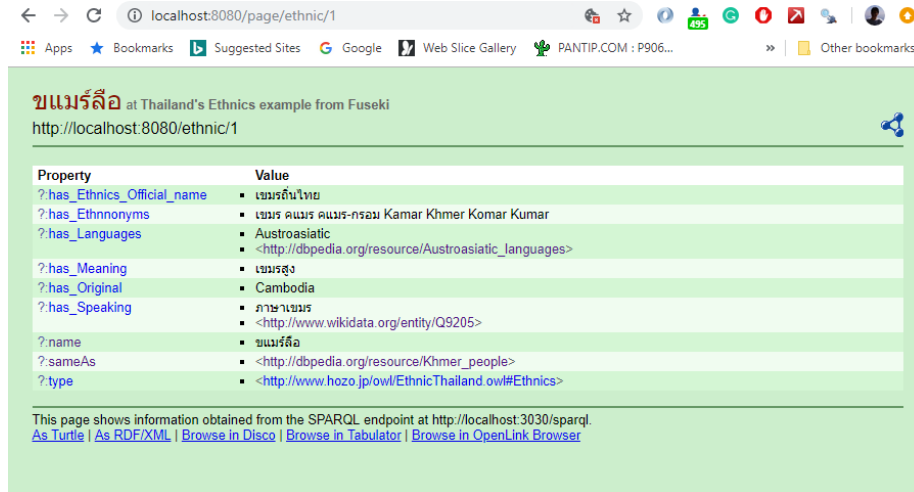 localhost:8080/page/ethnic/1
495
Apps Bookmarks Suggested Sites Google Web Slice Gallery PANTIP.COM : P906... » Other bookmarks
ขแมร์ลือ at Thailand's Ethnics example from Fuseki
http://localhost:8080/ethnic/1
Property Value
?:has_Ethnics_Official_name ▪ เขมรถิ่นไทย
?:has_Ethnnonyms ▪ เขมร คแมร คแมร-กรอม Kamar Khmer Komar Kumar
?:has_Languages ▪ Austroasiatic
▪ <http://dbpedia.org/resource/Austroasiatic_languages>
?:has_Meaning ▪ เขมรสูง
?:has_Original ▪ Cambodia
?:has_Speaking ▪ ภาษาเขมร
▪ <http://www.wikidata.org/entity/Q9205>
?:name ▪ ขแมร์ลือ
?:sameAs ▪ <http://dbpedia.org/resource/Khmer_people>
?:type ▪ <http://www.hozo.jp/owl/EthnicThailand.owl#Ethnics>
This page shows information obtained from the SPARQL endpoint at http://localhost:3030/sparql.
As Turtle | As RDF/XML | Browse in Disco | Browse in Tabulator | Browse in OpenLink Browser